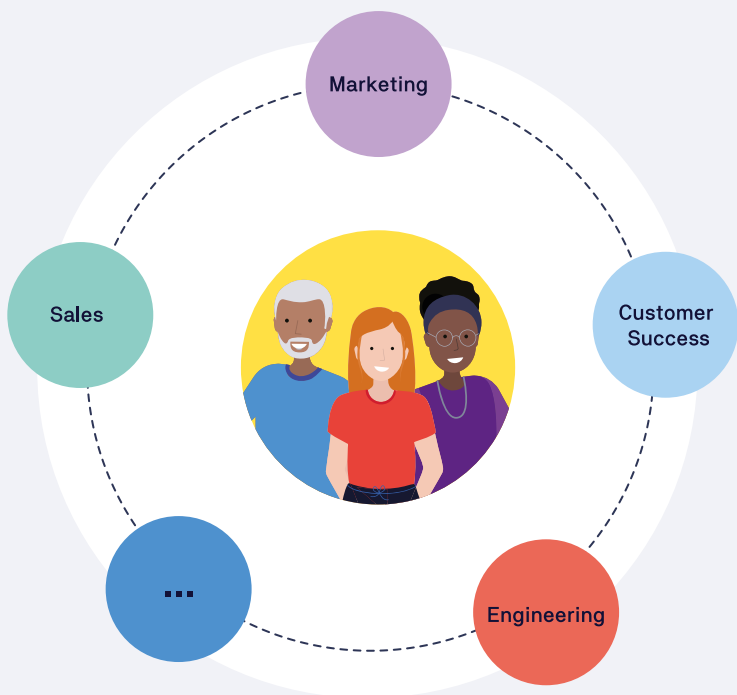 Marketing
Sales
Customer
Success
...
Engineering